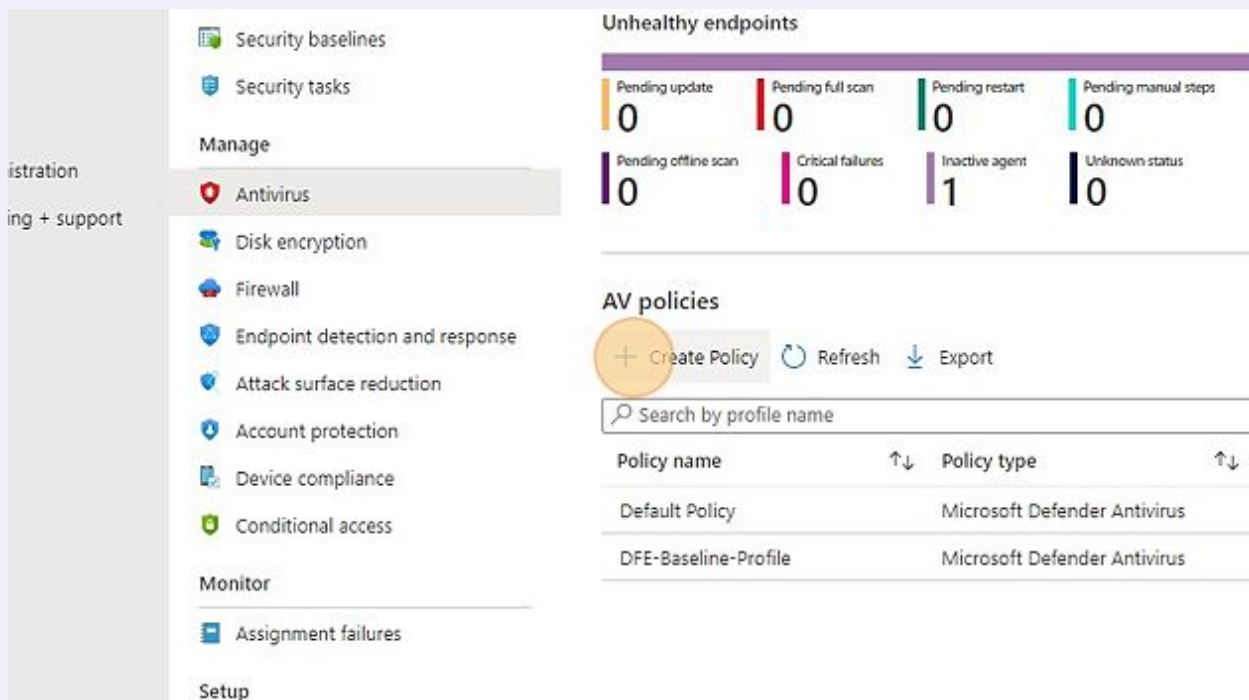 istration
ing + support
Security baselines
Security tasks
Manage
Antivirus
Disk encryption
Firewall
Endpoint detection and response
Attack surface reduction
Account protection
Device compliance
Conditional access
Monitor
Assignment failures
Setup
Unhealthy endpoints
Pending update
0
Pending full scan
0
Pending restart
0
Pending manual steps
0
Pending offline scan
0
Critical failures
0
Inactive agent
1
Unknown status
0
AV policies
Create Policy Refresh Export
Search by profile name
Policy name Policy type
Default Policy Microsoft Defender Antivirus
DFE-Baseline-Profile Microsoft Defender Antivirus